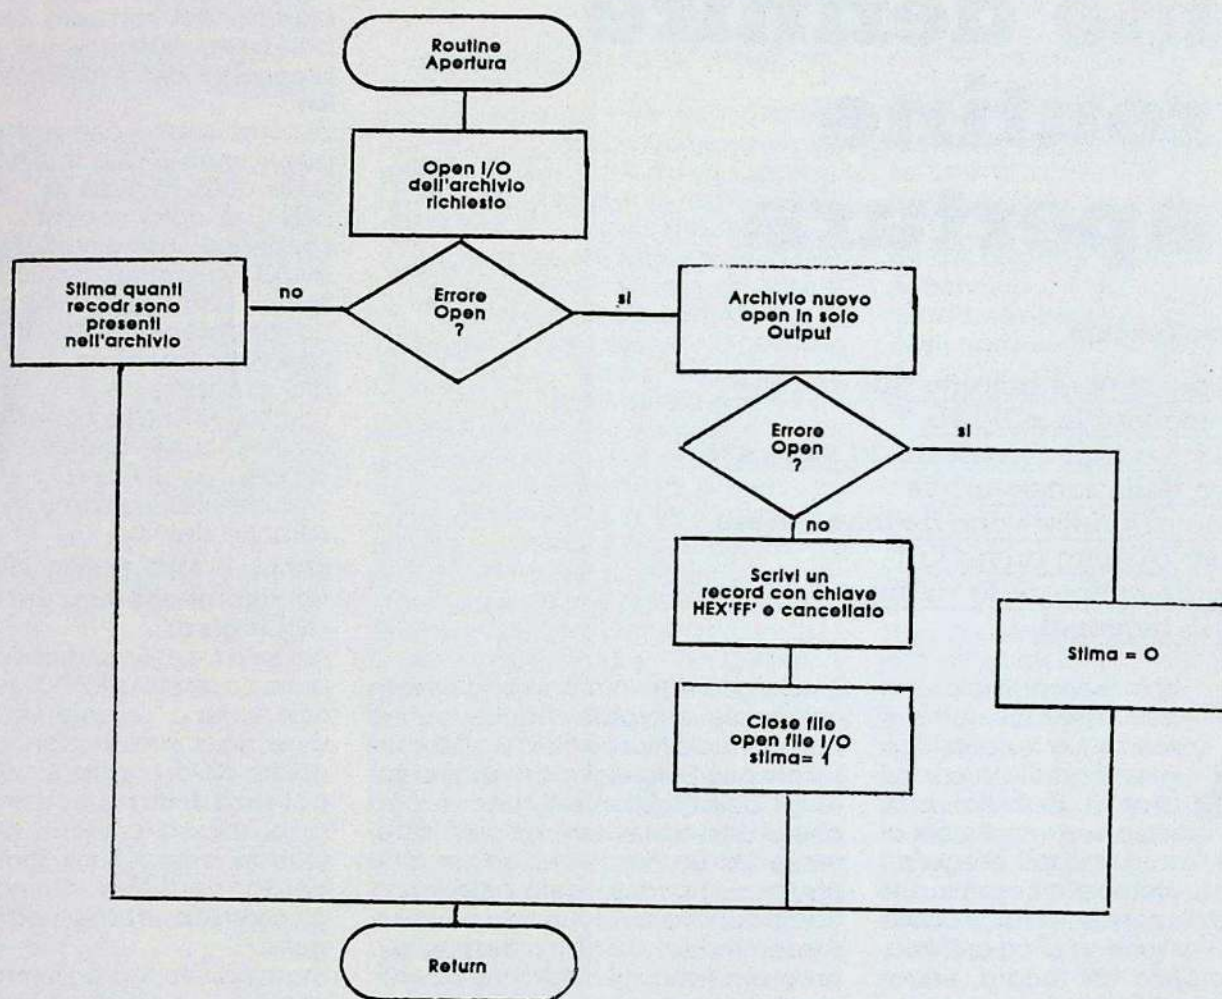 Routine
Apertura
Open I/O
dell'archivio
richiesto
Stima quanti
recodr sono
presenti
nell'archivio
no
Errore
Open
?
si
Archivio nuovo
open in solo
Output
Errore
Open
?
si
no
Scrivi un
record con chiave
HEX'FF' e cancellato
Stima = O
Close file
open file I/O
stima= 1
Return